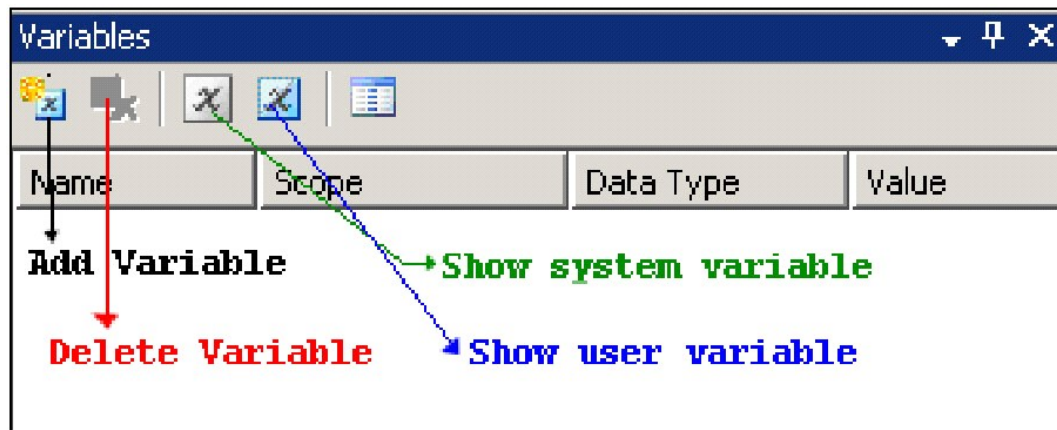 Variables
Name Scope Data Type Value
Add Variable
Show system variable
Delete Variable
Show user variable